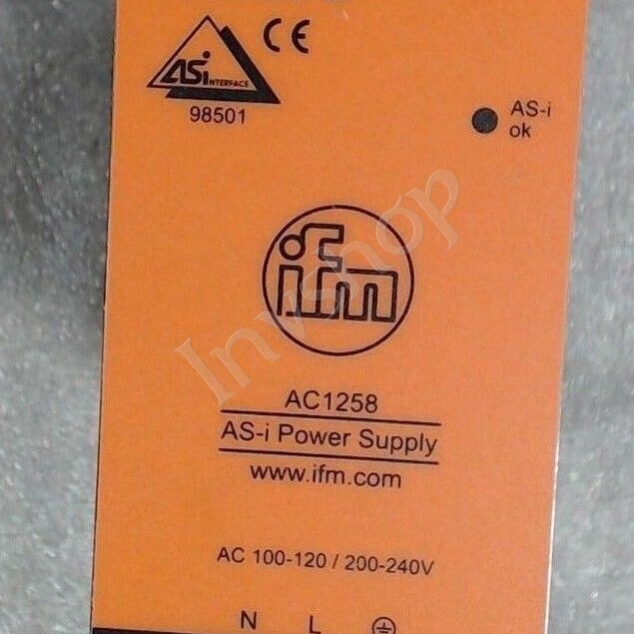 ASi INTERFACE
CE
98501
AS-i
ok
ifm
AC1258
AS-i Power Supply
www.ifm.com
AC 100-120 / 200-240V
N L
Invshop